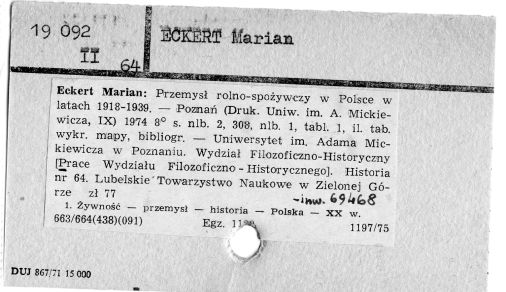 19 092
II 64
ECKERT Marian
Eckert Marian: Przemysł rolno-spożywczy w Polsce w
latach 1918-1939. — Poznań (Druk. Uniw. im. A. Mickie-
wicza, IX) 1974 8° s. nlb. 2, 308, nlb. 1, tabl. 1, il. tab.
wykr. mapy, bibliogr. — Uniwersytet im. Adama Mic-
kiewicza w Poznaniu. Wydział Filozoficzno-Historyczny
[Prace Wydziału Filozoficzno-Historycznego]. Historia
nr 64. Lubelskie Towarzystwo Naukowe w Zielonej Gó-
rze zł 77
-inw. 69468
1. Żywność — przemysł — historia — Polska — XX w.
663/664(438)(091) Egz. 1197/75
DUJ 867/71 15 000